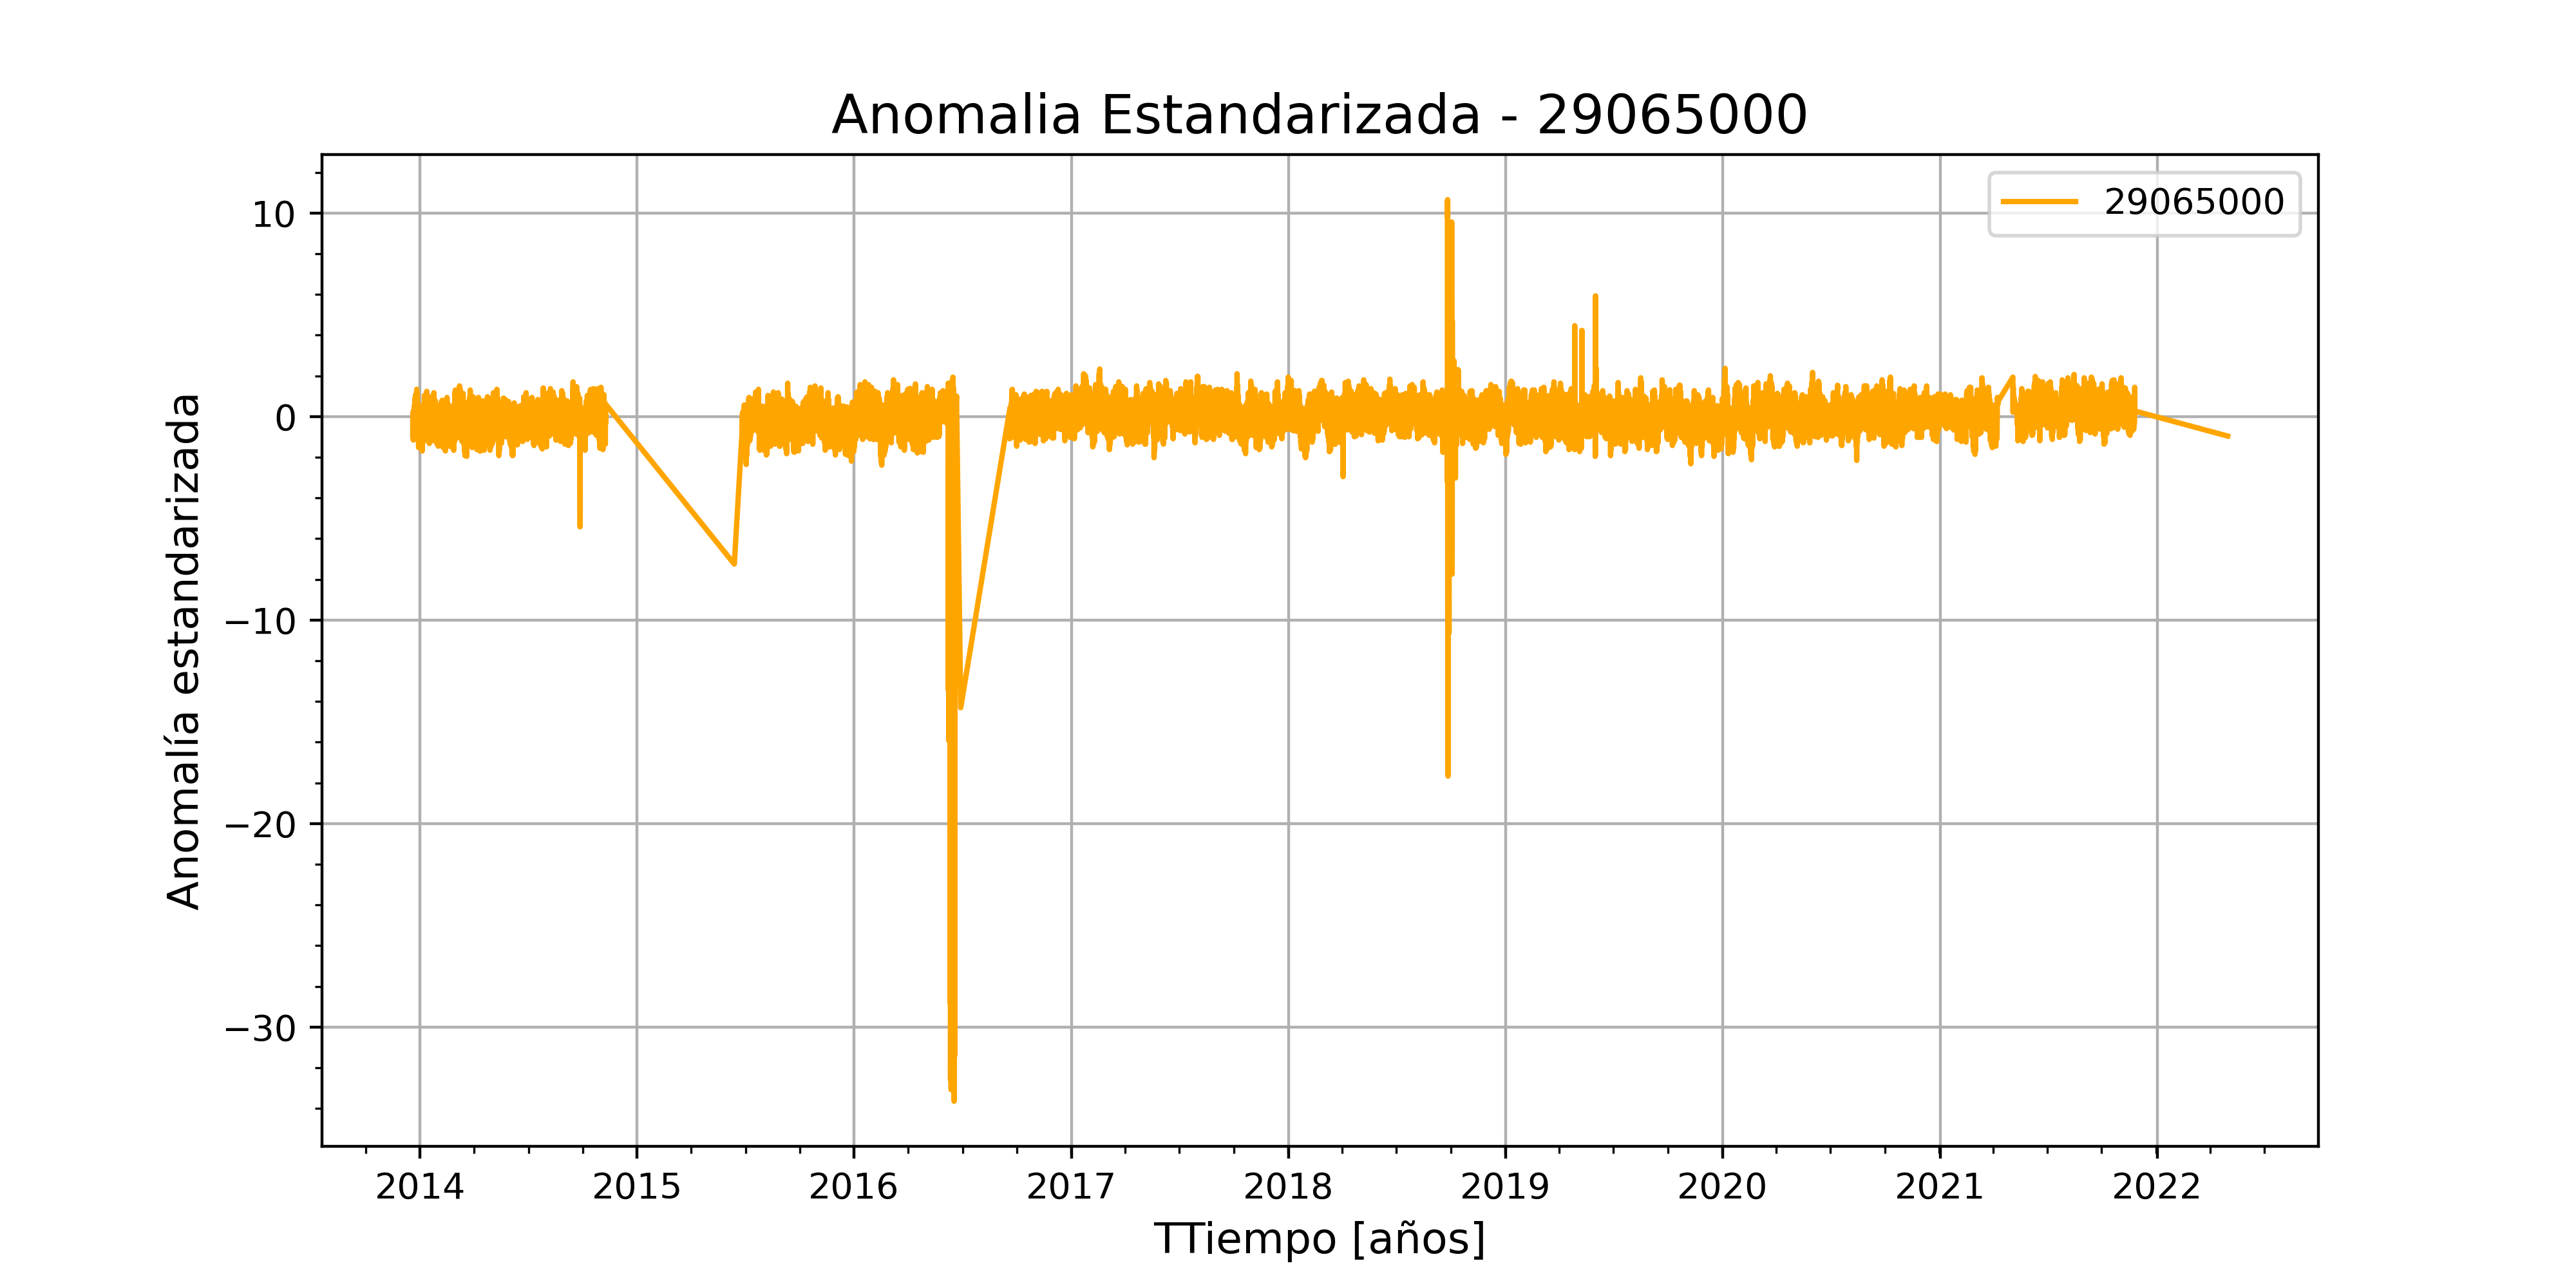 Anomalia Estandarizada - 29065000
29065000
Anomalía estandarizada
10
0
−10
−20
−30
2014 2015 2016 2017 2018 2019 2020 2021 2022
TTiempo [años]